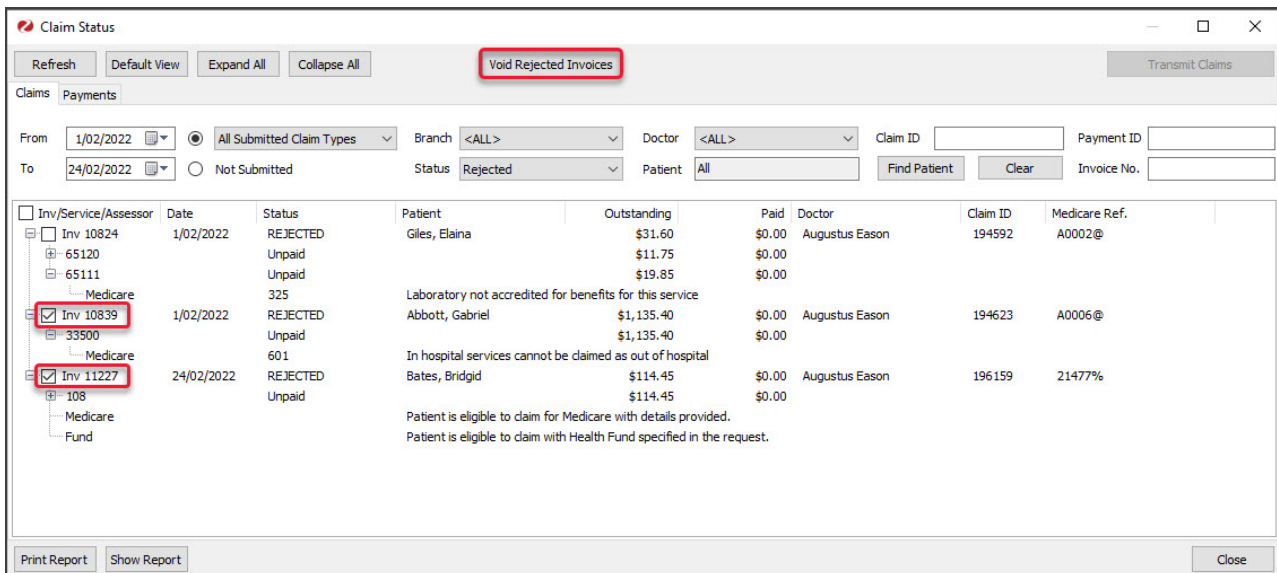 Claim Status
Refresh Default View Expand All Collapse All Void Rejected Invoices Transmit Claims
Claims Payments
From 1/02/2022 All Submitted Claim Types Branch <ALL> Doctor <ALL> Claim ID Payment ID
To 24/02/2022 Not Submitted Status Rejected Patient All Find Patient Clear Invoice No.
Inv/Service/Assessor Date Status Patient Outstanding Paid Doctor Claim ID Medicare Ref.
Inv 10824 1/02/2022 REJECTED Giles, Elaina $31.60 $0.00 Augustus Eason 194592 A0002@
65120 Unpaid $11.75 $0.00
65111 Unpaid $19.85 $0.00
Medicare 325 Laboratory not accredited for benefits for this service
Inv 10839 1/02/2022 REJECTED Abbott, Gabriel $1,135.40 $0.00 Augustus Eason 194623 A0006@
33500 Unpaid $1,135.40 $0.00
Medicare 601 In hospital services cannot be claimed as out of hospital
Inv 11227 24/02/2022 REJECTED Bates, Bridgid $114.45 $0.00 Augustus Eason 196159 21477%
108 Unpaid $114.45 $0.00
Medicare Patient is eligible to claim for Medicare with details provided.
Fund Patient is eligible to claim with Health Fund specified in the request.
Print Report Show Report Close